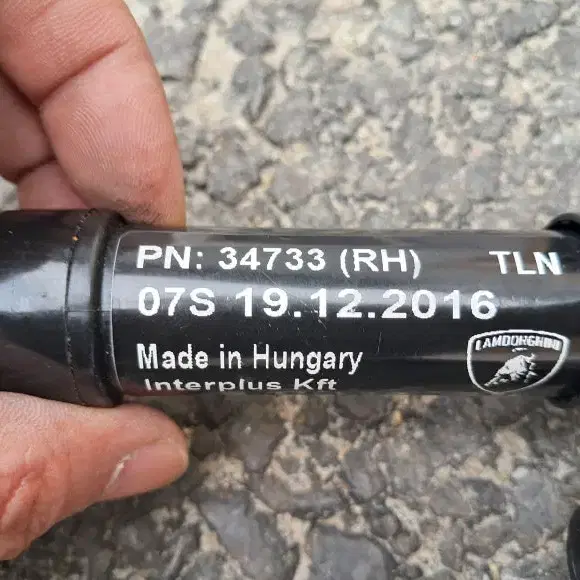 PN: 34733 (RH) TLN
07S 19.12.2016
Made in Hungary
Interplus Kft
LAMBORGHINI